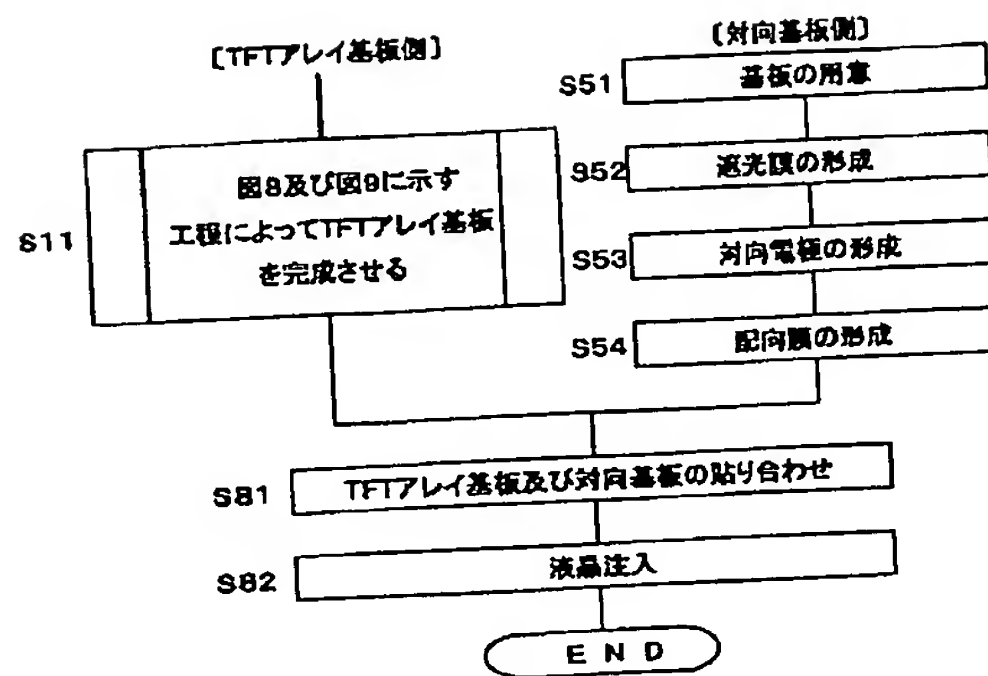 [TFTアレイ基板側]
S11
図8及び図9に示す
工程によってTFTアレイ基板
を完成させる
[対向基板側]
S51
基板の用意
S52
遮光膜の形成
S53
対向電極の形成
S54
配向膜の形成
S81
TFTアレイ基板及び対向基板の貼り合わせ
S82
液晶注入
END